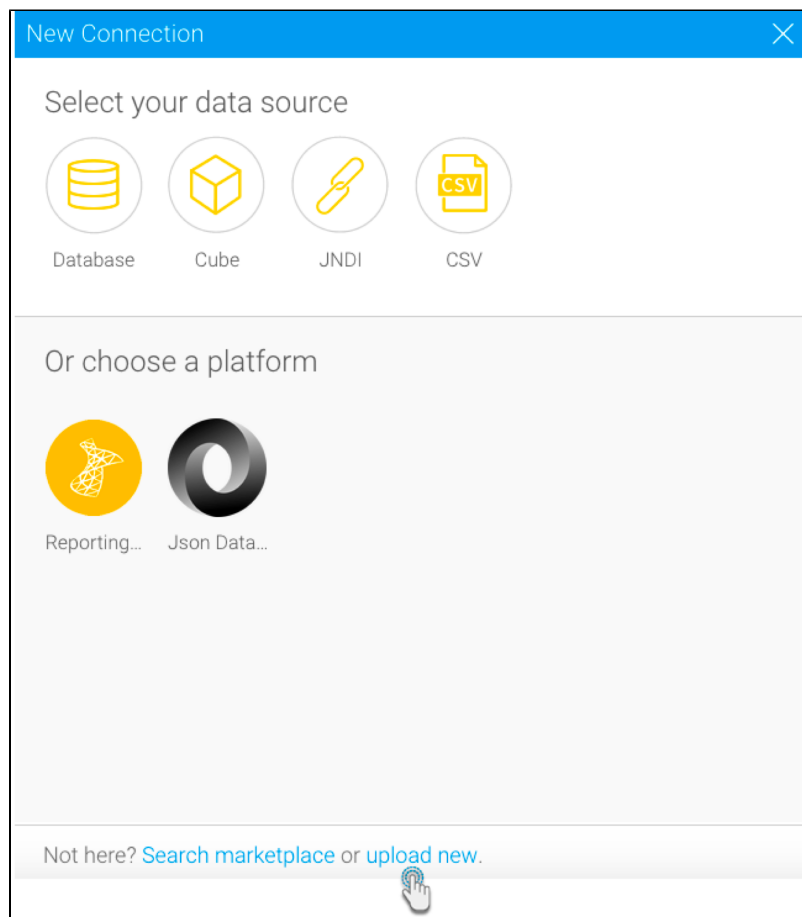 New Connection
Select your data source
CSV
Database Cube JNDI CSV
Or choose a platform
Reporting... Json Data...
Not here? Search marketplace or upload new.